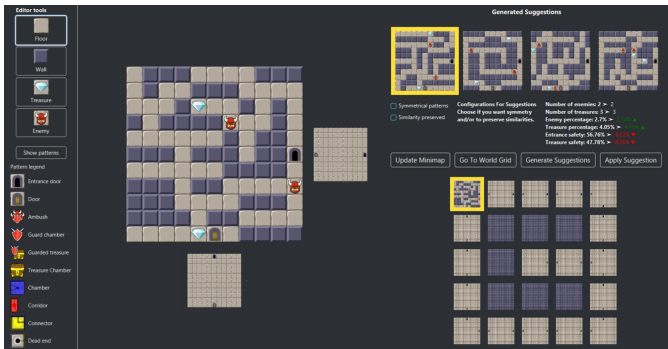 Editor tools
Floor
Wall
Treasure
Enemy
Show patterns
Pattern legend
Entrance door
Door
Ambush
Guard chamber
Guarded treasure
Treasure Chamber
Chamber
Corridor
Connector
Dead end
Generated Suggestions
Symmetrical patterns
Similarity preserved
Configurations For Suggestions
Choose if you want symmetry
and/or to preserve similarities.
Number of enemies: 2 ➢ 2
Number of treasures: 3 ➢ 3
Enemy percentage: 2.7% ➢
Treasure percentage: 4.05% ➢
Entrance safety: 56.76% ➢
Treasure safety: 47.78% ➢
Update Minimap
Go To World Grid
Generate Suggestions
Apply Suggestion